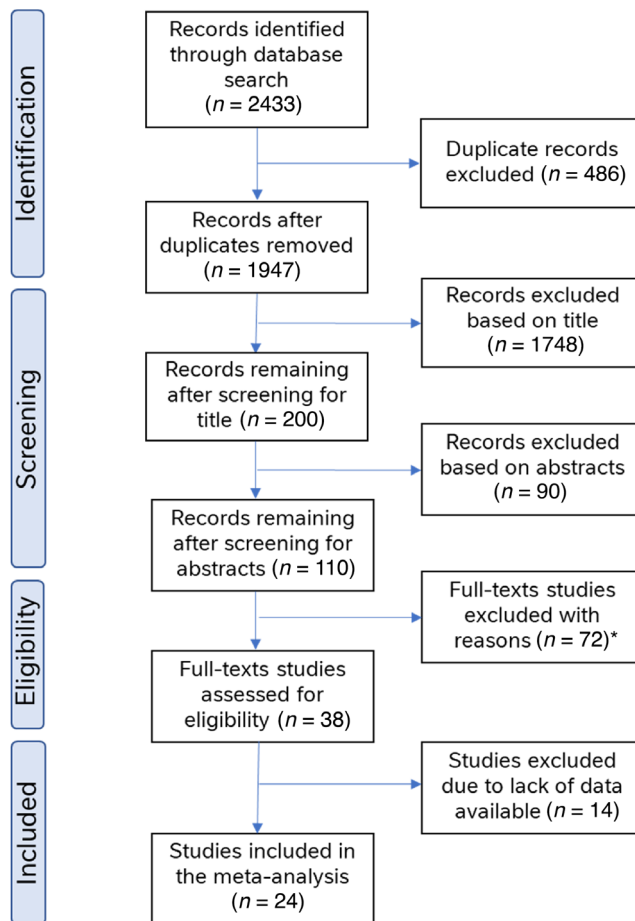 Identification
Records identified
through database
search
(n = 2433)
Duplicate records
excluded (n = 486)
Records after
duplicates removed
(n = 1947)
Screening
Records excluded
based on title
(n = 1748)
Records remaining
after screening for
title (n = 200)
Records excluded
based on abstracts
(n = 90)
Records remaining
after screening for
abstracts (n = 110)
Eligibility
Full-texts studies
excluded with
reasons (n = 72)*
Full-texts studies
assessed for
eligibility (n = 38)
Included
Studies excluded
due to lack of data
available (n = 14)
Studies included in
the meta-analysis
(n = 24)